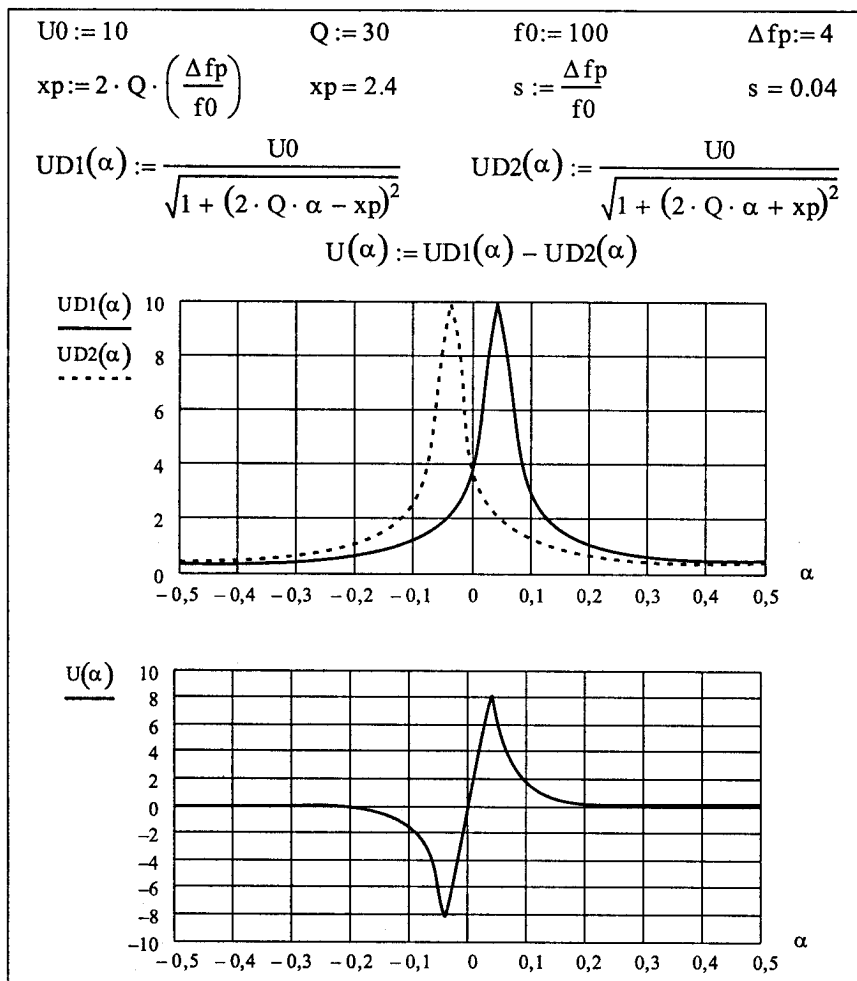 U0 := 10 Q := 30 f0:= 100 Δfp:= 4
xp:= 2 · Q · (Δfp/f0) xp = 2.4 s := Δfp/f0 s = 0.04
UD1(α) := U0/√(1 + (2 · Q · α − xp)²) UD2(α) := U0/√(1 + (2 · Q · α + xp)²)
U(α) := UD1(α) − UD2(α)
UD1(α)
UD2(α)
10
8
6
4
2
0
−0,5 −0,4 −0,3 −0,2 −0,1 0 0,1 0,2 0,3 0,4 0,5
α
U(α)
10
8
6
4
2
0
−2
−4
−6
−8
−10
−0,5 −0,4 −0,3 −0,2 −0,1 0 0,1 0,2 0,3 0,4 0,5
α